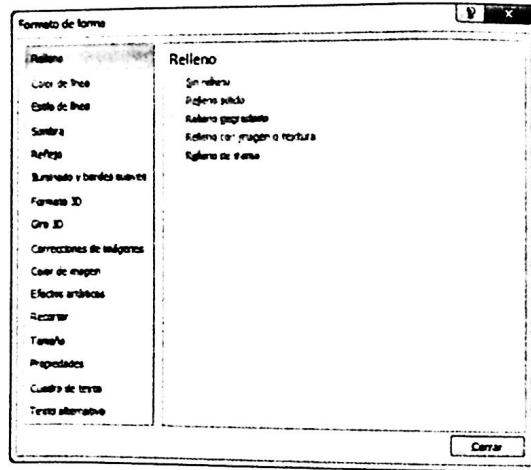 Formato de forma
Relleno
Color de línea
Estilo de línea
Sombra
Reflejo
Iluminado y bordes suaves
Formato 3D
Giro 3D
Correcciones de imágenes
Color de imagen
Efectos artísticos
Recortar
Tamaño
Propiedades
Cuadro de texto
Texto alternativo
Relleno
Sin relleno
Relleno sólido
Relleno degradado
Relleno con imagen o textura
Relleno de trama
Cerrar